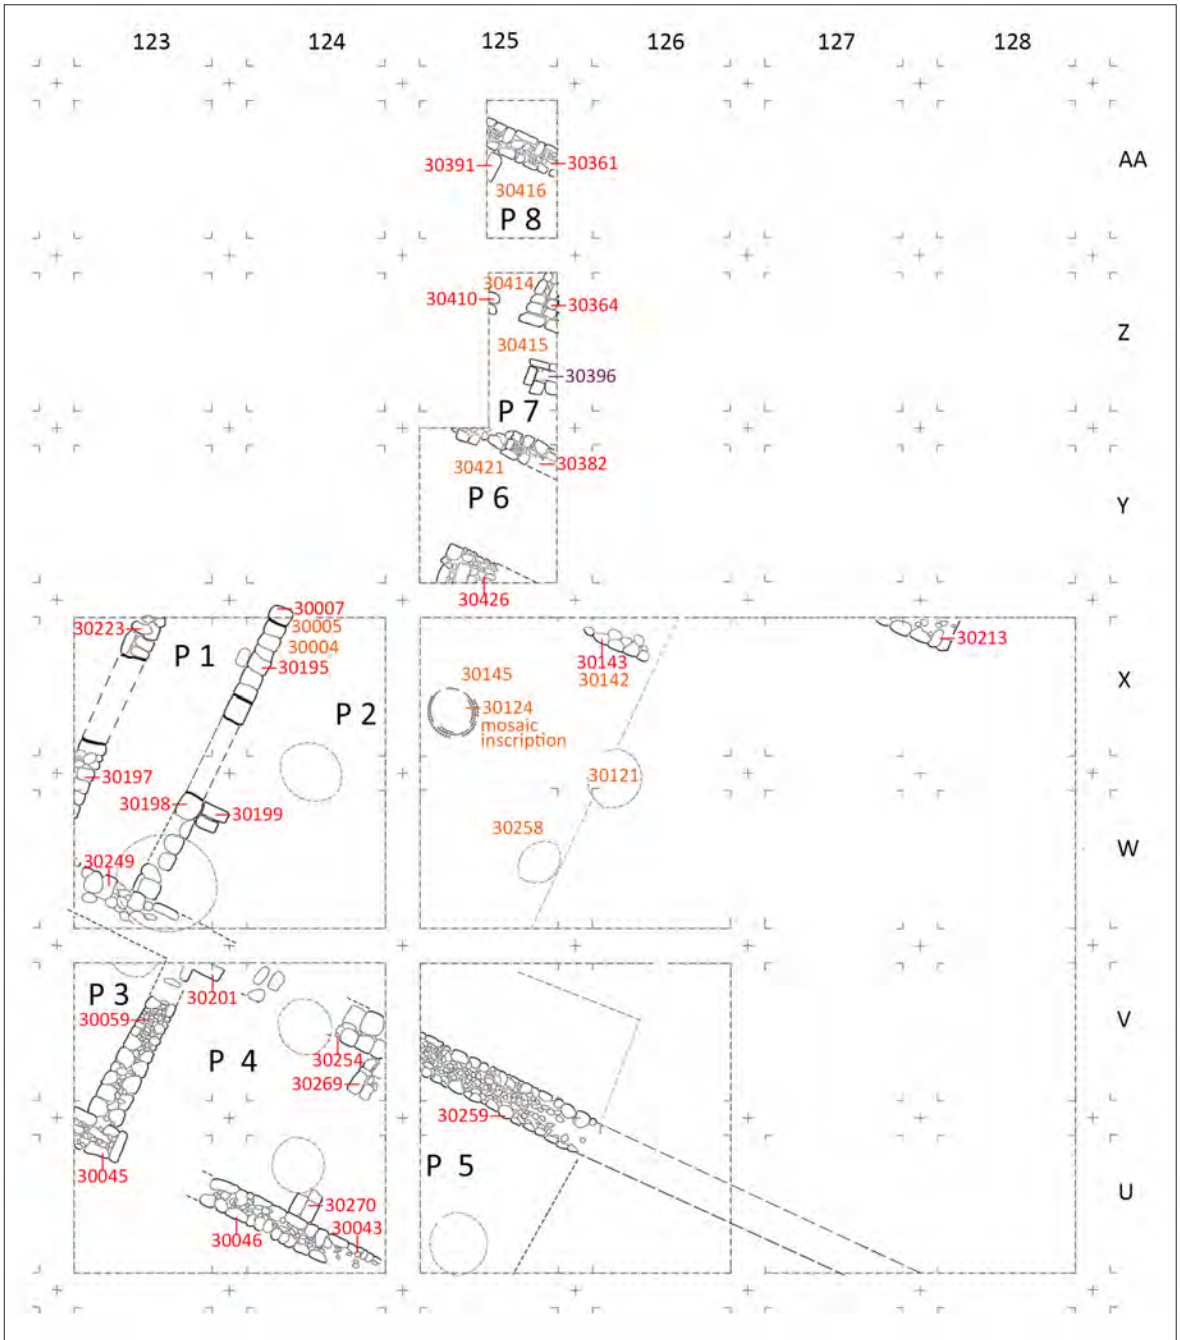 123 124 125 126 127 128
30391 30361 AA
30416
P 8
30414
30410 30364
30415 Z
30396
P 7
30382
30421
P 6
Y
30426
30007
30223 30005
P 1 30004 30213
30195 30143
30145 30142 X
30124
P 2 mosaic
inscription
30197 30121
30198 30199
30258
30249 W
P 3 30201
30059 V
P 4 30254
30269
30259
30045 P 5
30270 U
30046 30043